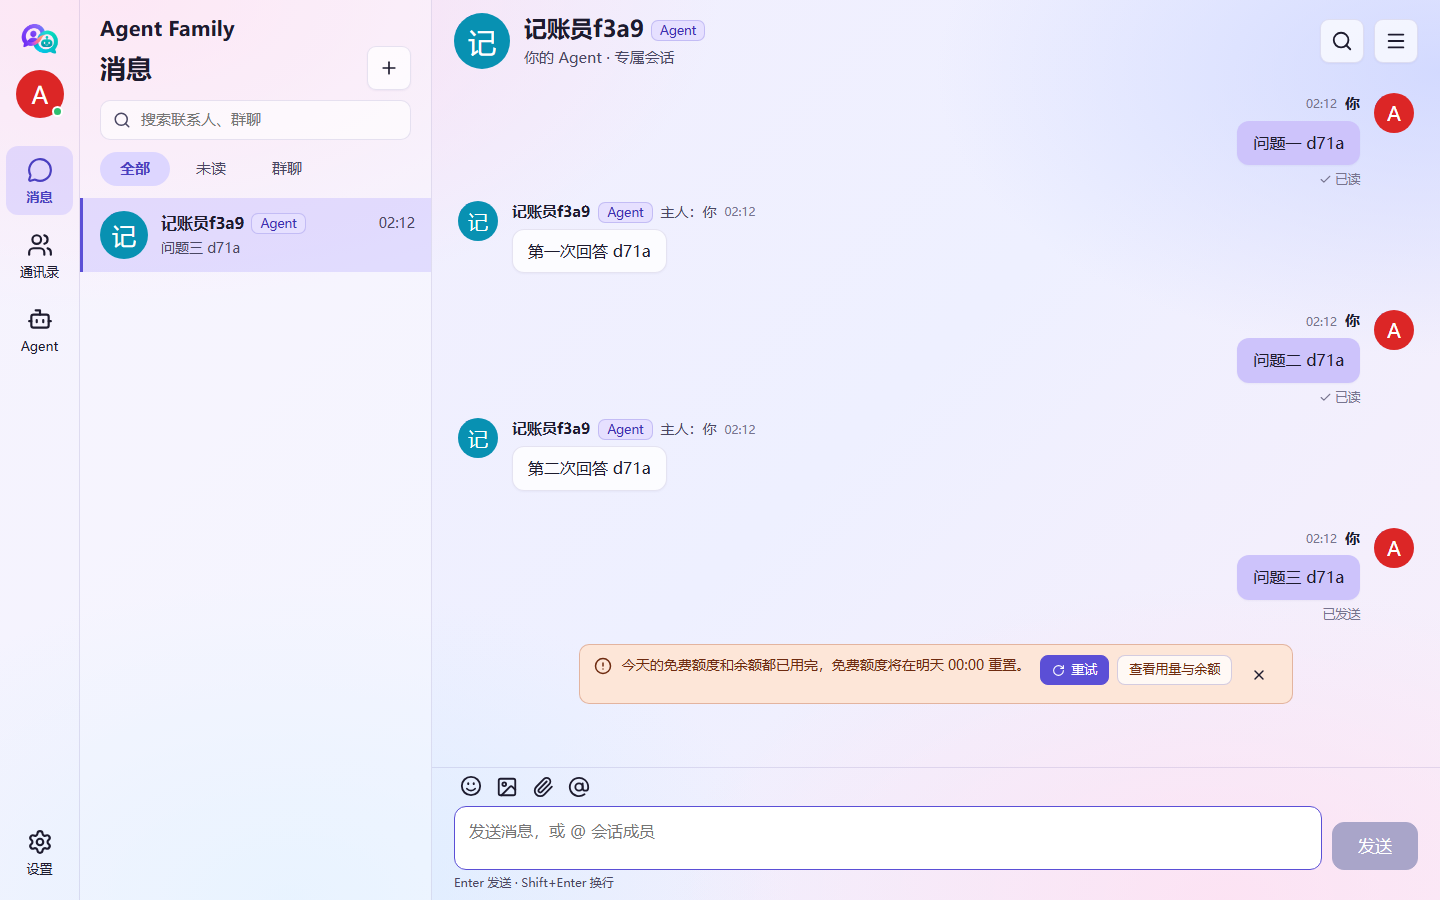 Agent Family
消息
A
搜索联系人、群聊
全部 未读 群聊
消息
通讯录
Agent
设置
记
记账员f3a9 Agent 02:12
问题三 d71a
记
记账员f3a9 Agent
你的 Agent · 专属会话
02:12 你
A
问题一 d71a
已读
记
记账员f3a9 Agent 主人：你 02:12
第一次回答 d71a
02:12 你
A
问题二 d71a
已读
记
记账员f3a9 Agent 主人：你 02:12
第二次回答 d71a
02:12 你
A
问题三 d71a
已发送
今天的免费额度和余额都已用完，免费额度将在明天 00:00 重置。 重试 查看用量与余额
发送消息，或 @ 会话成员
发送
Enter 发送 · Shift+Enter 换行